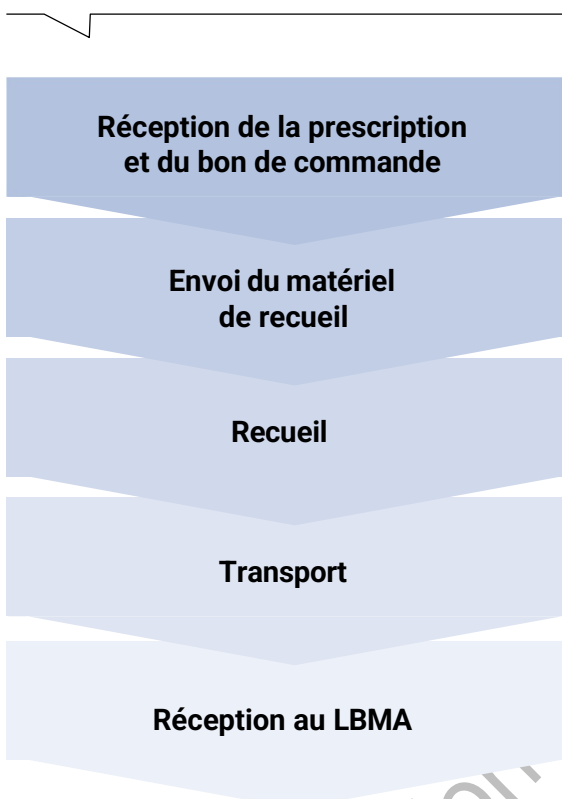 Réception de la prescription
et du bon de commande
Envoi du matériel
de recueil
Recueil
Transport
Réception au LBMA